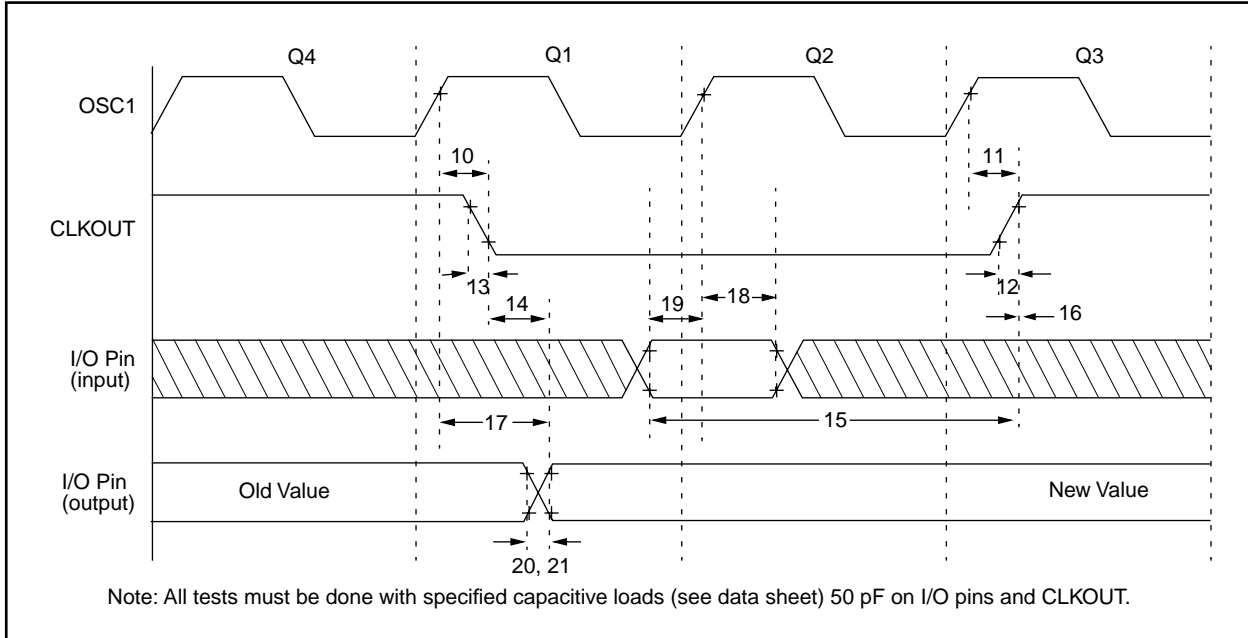 Q4 Q1 Q2 Q3
OSC1
10 11
CLKOUT
13 12
14 19 18 16
I/O Pin
(input)
17 15
I/O Pin
(output)
Old Value New Value
20, 21
Note: All tests must be done with specified capacitive loads (see data sheet) 50 pF on I/O pins and CLKOUT.